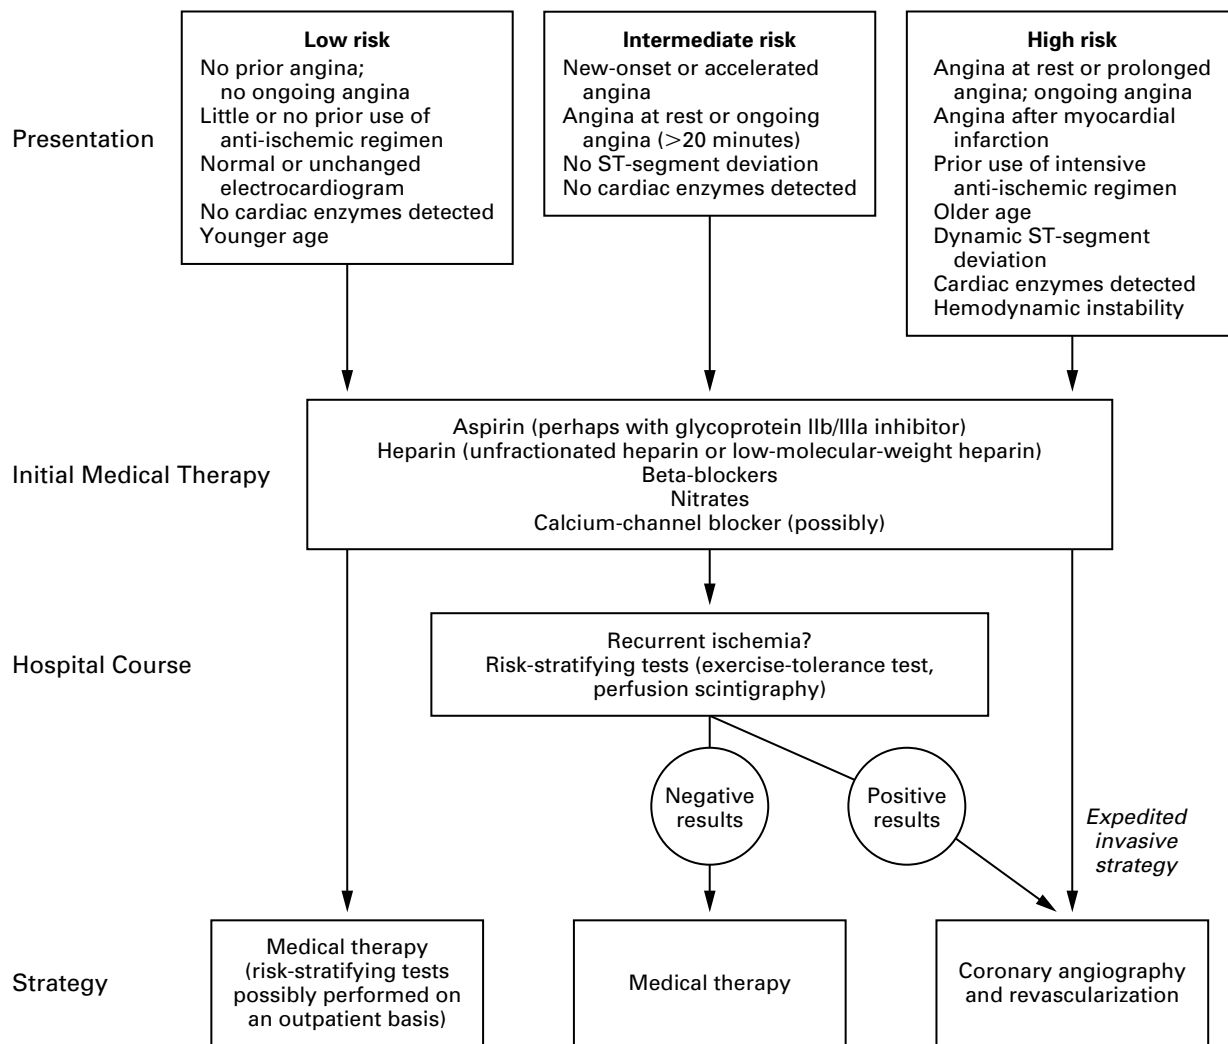 Presentation
Low risk
No prior angina;
no ongoing angina
Little or no prior use of
anti-ischemic regimen
Normal or unchanged
electrocardiogram
No cardiac enzymes detected
Younger age
Intermediate risk
New-onset or accelerated
angina
Angina at rest or ongoing
angina (>20 minutes)
No ST-segment deviation
No cardiac enzymes detected
High risk
Angina at rest or prolonged
angina; ongoing angina
Angina after myocardial
infarction
Prior use of intensive
anti-ischemic regimen
Older age
Dynamic ST-segment
deviation
Cardiac enzymes detected
Hemodynamic instability
Initial Medical Therapy
Aspirin (perhaps with glycoprotein IIb/IIIa inhibitor)
Heparin (unfractionated heparin or low-molecular-weight heparin)
Beta-blockers
Nitrates
Calcium-channel blocker (possibly)
Hospital Course
Recurrent ischemia?
Risk-stratifying tests (exercise-tolerance test,
perfusion scintigraphy)
Negative
results
Positive
results
Expedited
invasive
strategy
Strategy
Medical therapy
(risk-stratifying tests
possibly performed on
an outpatient basis)
Medical therapy
Coronary angiography
and revascularization